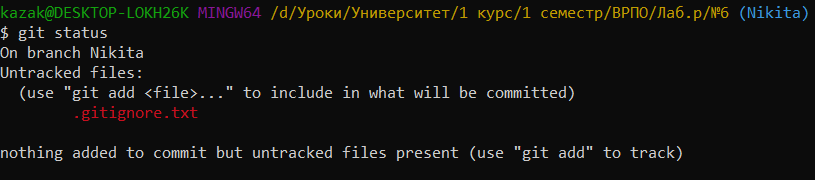 kazak@DESKTOP-LOKH26K MINGW64 /d/Уроки/Университет/1 курс/1 семестр/ВРПО/Лаб.р/№6 (Nikita)
$ git status
On branch Nikita
Untracked files:
  (use "git add <file>..." to include in what will be committed)
        .gitignore.txt

nothing added to commit but untracked files present (use "git add" to track)